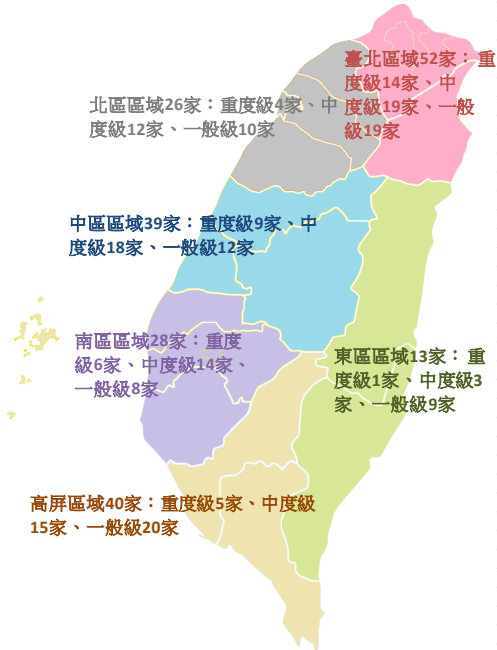 臺北區域52家：重
度級14家、中
度級19家、一般
級19家
北區區域26家：重度級4家、中
度級12家、一般級10家
中區區域39家：重度級9家、中
度級18家、一般級12家
南區區域28家：重度
級6家、中度級14家、
一般級8家
東區區域13家：重
度級1家、中度級3
家、一般級9家
高屏區域40家：重度級5家、中度級
15家、一般級20家